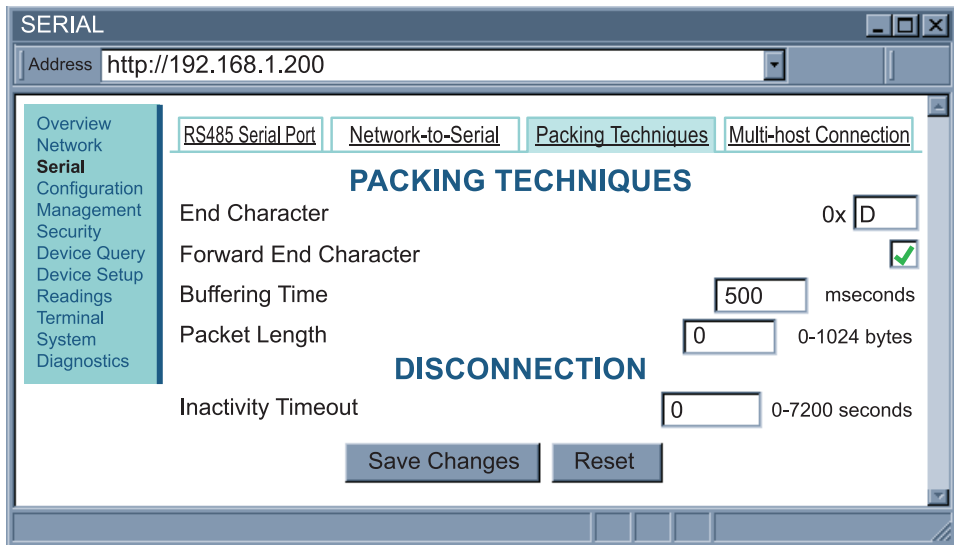 SERIAL
Address http://192.168.1.200
Overview
Network
Serial
Configuration
Management
Security
Device Query
Device Setup
Readings
Terminal
System
Diagnostics
RS485 Serial Port Network-to-Serial Packing Techniques Multi-host Connection
PACKING TECHNIQUES
End Character 0x D
Forward End Character
Buffering Time 500 mseconds
Packet Length 0 0-1024 bytes
DISCONNECTION
Inactivity Timeout 0 0-7200 seconds
Save Changes Reset